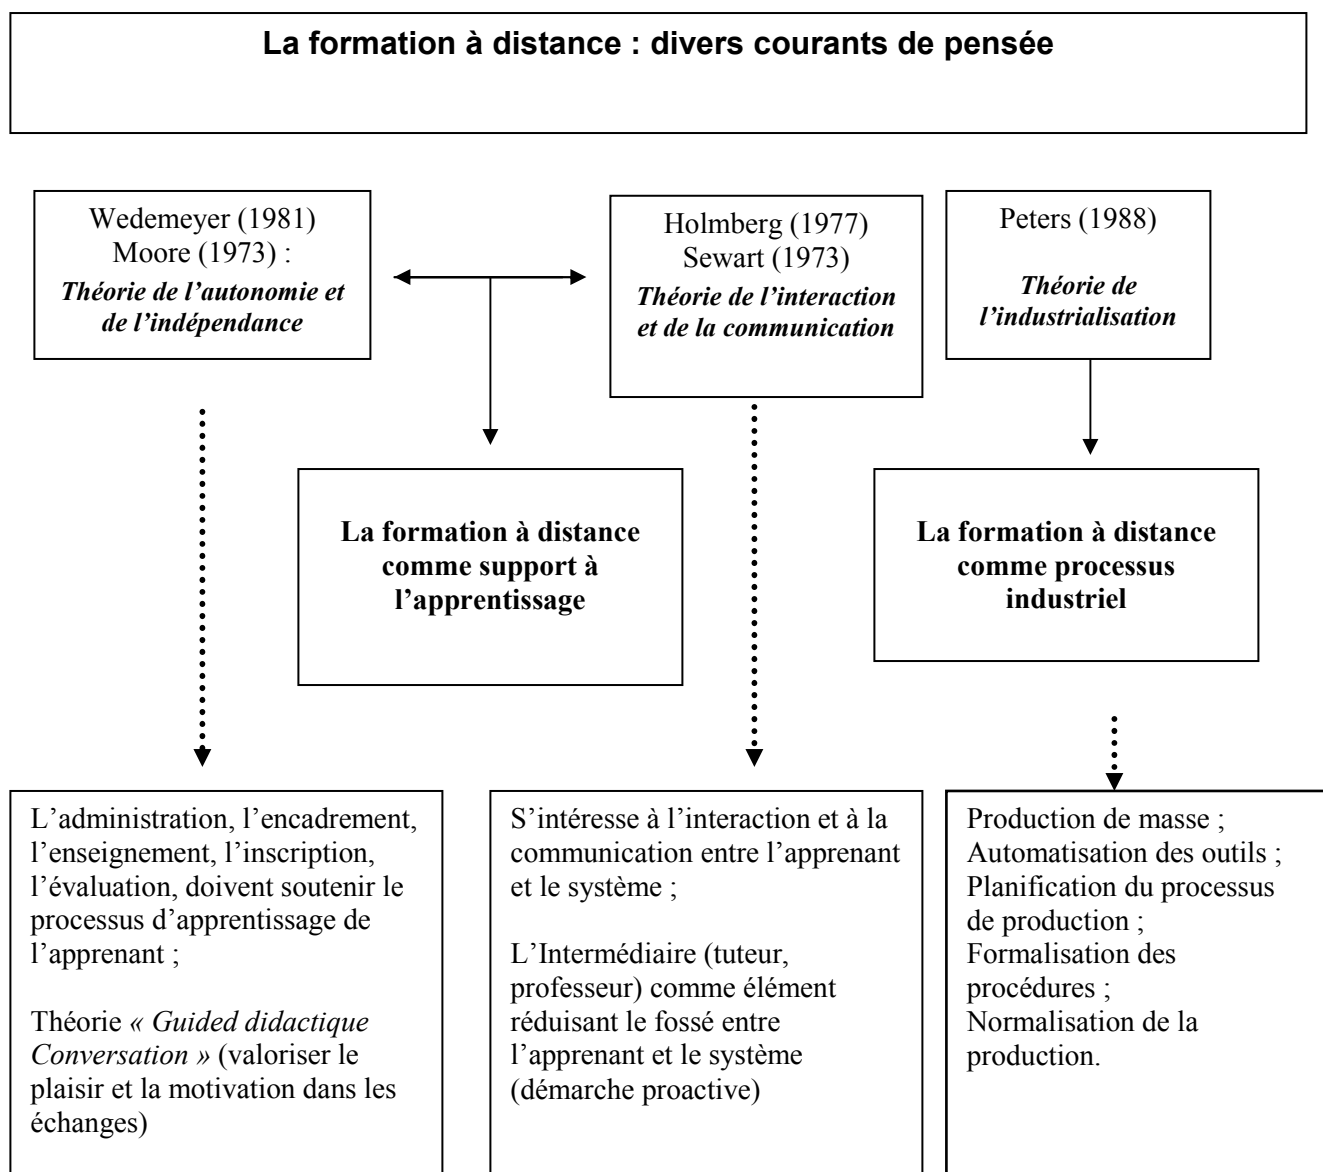 La formation à distance : divers courants de pensée
Wedemeyer (1981)
Moore (1973) :
Théorie de l’autonomie et
de l’indépendance
Holmberg (1977)
Sewart (1973)
Théorie de l’interaction
et de la communication
Peters (1988)
Théorie de
l’industrialisation
La formation à distance
comme support à
l’apprentissage
La formation à distance
comme processus
industriel
L’administration, l’encadrement,
l’enseignement, l’inscription,
l’évaluation, doivent soutenir le
processus d’apprentissage de
l’apprenant ;
Théorie « Guided didactique
Conversation » (valoriser le
plaisir et la motivation dans les
échanges)
S’intéresse à l’interaction et à la
communication entre l’apprenant
et le système ;
L’Intermédiaire (tuteur,
professeur) comme élément
réduisant le fossé entre
l’apprenant et le système
(démarche proactive)
Production de masse ;
Automatisation des outils ;
Planification du processus
de production ;
Formalisation des
procédures ;
Normalisation de la
production.